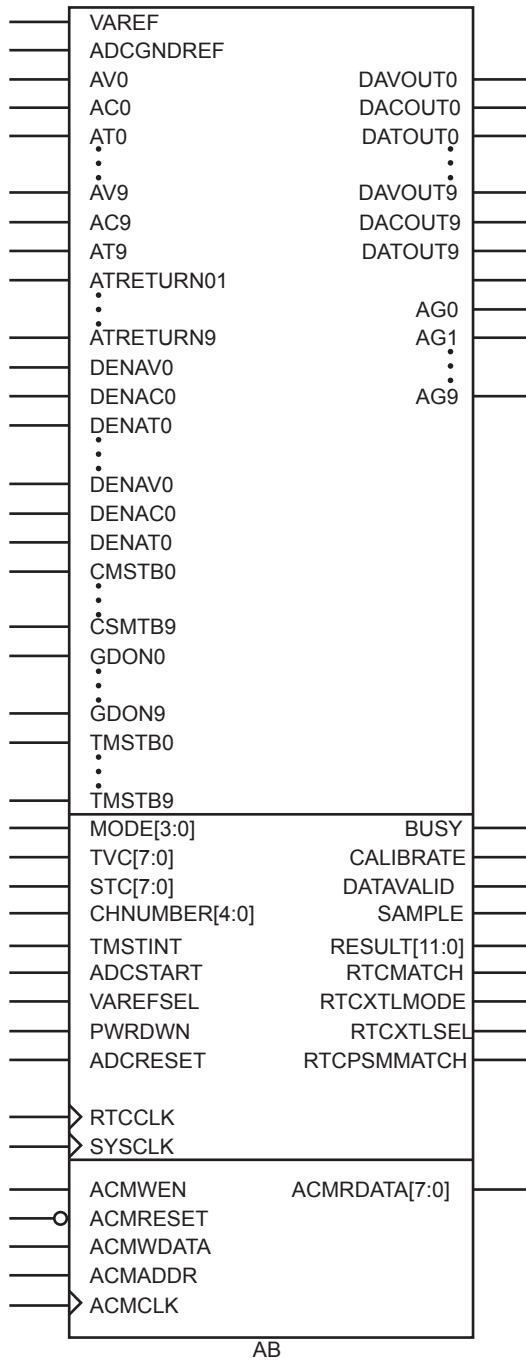 VAREF
ADCGNDREF
AV0 DAVOUT0
AC0 DACOUT0
AT0 DATOUT0
AV9 DAVOUT9
AC9 DACOUT9
AT9 DATOUT9
ATRETURN01
AG0
ATRETURN9 AG1
DENAV0
DENAC0 AG9
DENAT0
DENAV0
DENAC0
DENAT0
CMSTB0
CSMTB9
GDON0
GDON9
TMSTB0
TMSTB9
MODE[3:0] BUSY
TVC[7:0] CALIBRATE
STC[7:0] DATAVALID
CHNUMBER[4:0] SAMPLE
TMSTINT RESULT[11:0]
ADCSTART RTCMATCH
VAREFSEL RTCXTLMODE
PWRDWN RTCXTLSEL
ADCRESET RTCPSMMATCH
RTCCLK
SYSCLK
ACMWEN ACMRDATA[7:0]
ACMRESET
ACMWDATA
ACMADDR
ACMCLK
AB